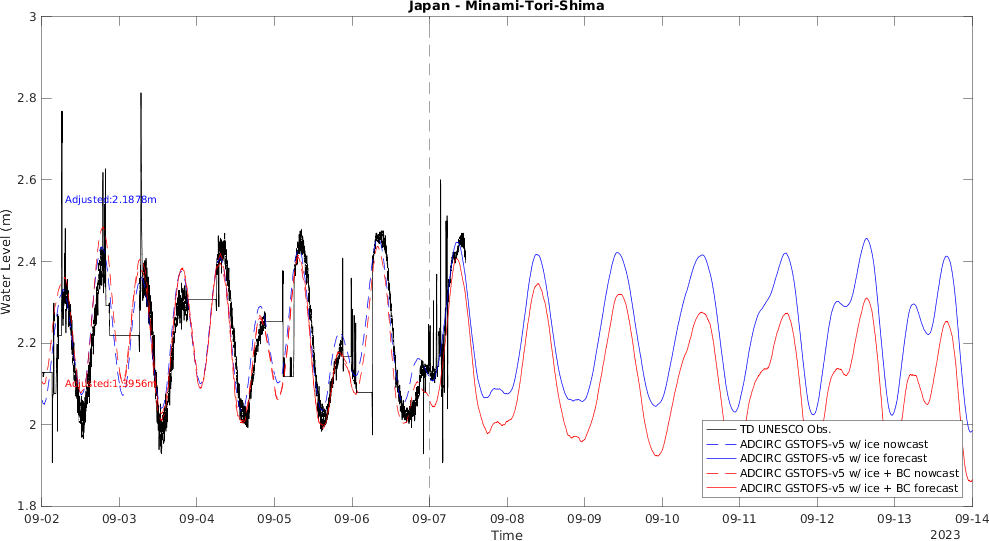 Japan - Minami-Tori-Shima
3
2.8
2.6
2.4
2.2
2
1.8
Water Level (m)
Adjusted:2.1878m
TD UNESCO Obs.
ADCIRC GSTOFS-v5 w/ ice nowcast
ADCIRC GSTOFS-v5 w/ ice forecast
ADCIRC GSTOFS-v5 w/ ice + BC nowcast
ADCIRC GSTOFS-v5 w/ ice + BC forecast
09-02 09-03 09-04 09-05 09-06 09-07 09-08 09-09 09-10 09-11 09-12 09-13 09-14
Time
2023